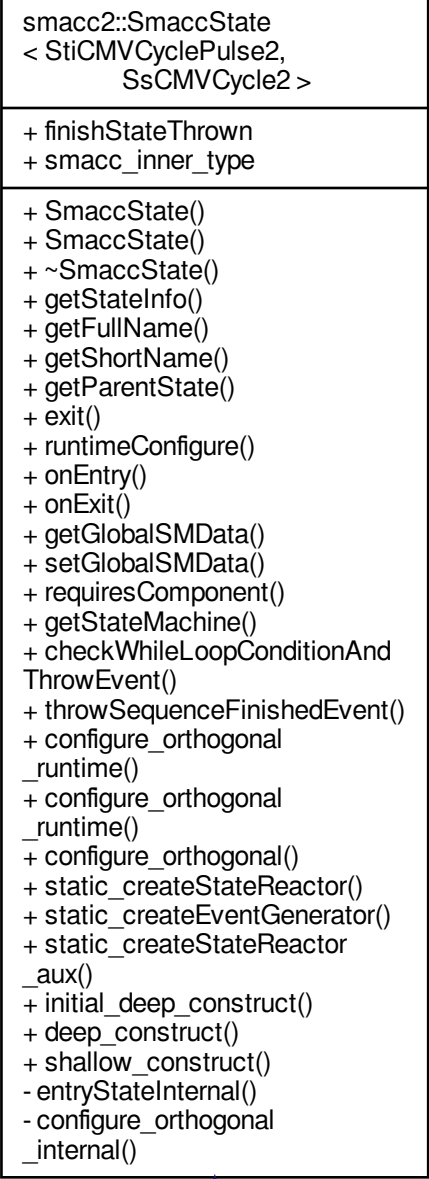 smacc2::SmaccState
< StiCMVCyclePulse2,
SsCMVCycle2 >
+ finishStateThrown
+ smacc_inner_type
+ SmaccState()
+ SmaccState()
+ ~SmaccState()
+ getStateInfo()
+ getFullName()
+ getShortName()
+ getParentState()
+ exit()
+ runtimeConfigure()
+ onEntry()
+ onExit()
+ getGlobalSMData()
+ setGlobalSMData()
+ requiresComponent()
+ getStateMachine()
+ checkWhileLoopConditionAnd
ThrowEvent()
+ throwSequenceFinishedEvent()
+ configure_orthogonal
_runtime()
+ configure_orthogonal
_runtime()
+ configure_orthogonal()
+ static_createStateReactor()
+ static_createEventGenerator()
+ static_createStateReactor
_aux()
+ initial_deep_construct()
+ deep_construct()
+ shallow_construct()
- entryStateInternal()
- configure_orthogonal
_internal()